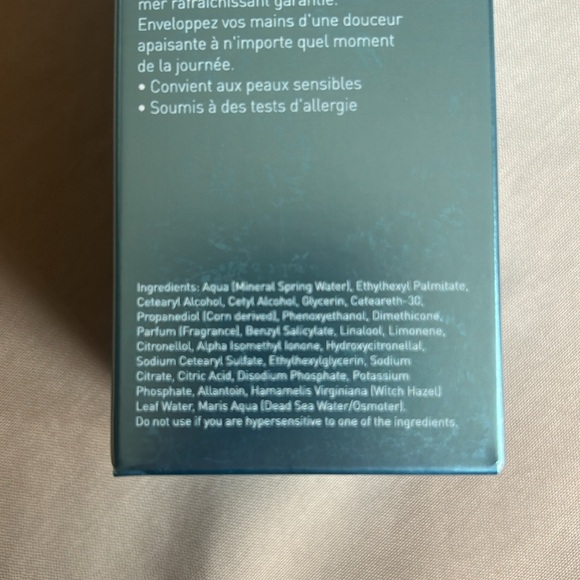 mer rafraîchissant garantie.
Enveloppez vos mains d'une douceur
apaisante à n'importe quel moment
de la journée.
• Convient aux peaux sensibles
• Soumis à des tests d'allergie
Ingredients: Aqua (Mineral Spring Water), Ethylhexyl Palmitate,
Cetearyl Alcohol, Cetyl Alcohol, Glycerin, Ceteareth-30,
Propanediol (Corn derived), Phenoxyethanol, Dimethicone,
Parfum (Fragrance), Benzyl Salicylate, Linalool, Limonene,
Citronellol, Alpha Isomethyl Ionone, Hydroxycitronellal,
Sodium Cetearyl Sulfate, Ethylhexylglycerin, Sodium
Citrate, Citric Acid, Disodium Phosphate, Potassium
Phosphate, Allantoin, Hamamelis Virginiana (Witch Hazel)
Leaf Water, Maris Aqua (Dead Sea Water/Osmoter).
Do not use if you are hypersensitive to one of the ingredients.